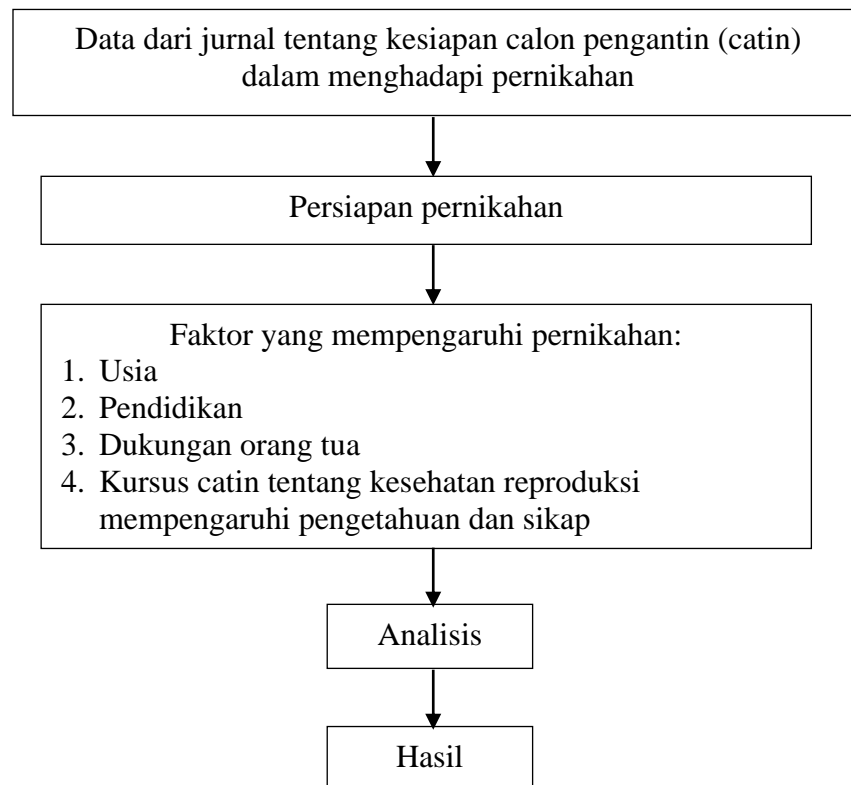 Data dari jurnal tentang kesiapan calon pengantin (catin)
dalam menghadapi pernikahan
Persiapan pernikahan
Faktor yang mempengaruhi pernikahan:
1. Usia
2. Pendidikan
3. Dukungan orang tua
4. Kursus catin tentang kesehatan reproduksi
mempengaruhi pengetahuan dan sikap
Analisis
Hasil